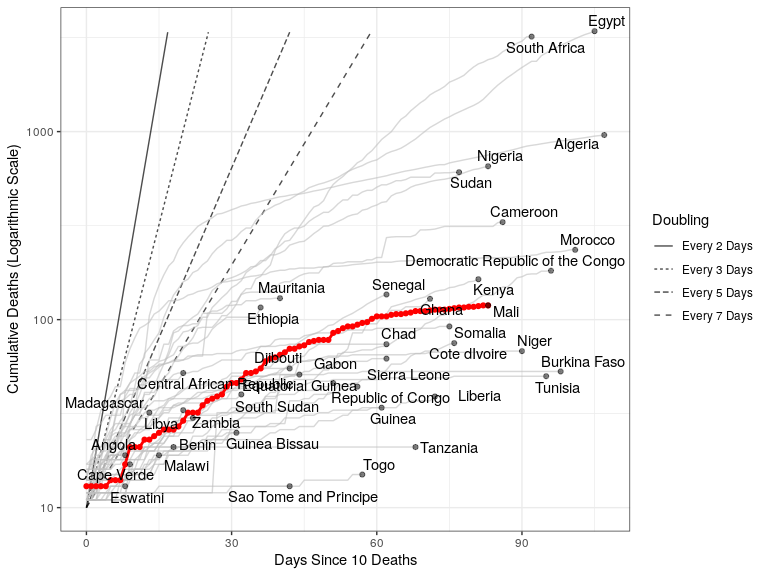 Egypt
South Africa
1000
Algeria
Nigeria
Sudan
Cameroon
Morocco
Democratic Republic of the Congo
Mauritania
Senegal
Kenya
Ghana
Mali
Ethiopia
100
Chad
Somalia
Niger
Djibouti
Gabon
Cote dIvoire
Burkina Faso
Central African Republic
Equatorial Guinea
Sierra Leone
Tunisia
Madagascar
South Sudan
Republic of Congo
Liberia
Libya
Zambia
Guinea
Angola
Benin
Guinea Bissau
Tanzania
Malawi
Togo
Cape Verde
Eswatini
Sao Tome and Principe
10
0
30
60
90
Days Since 10 Deaths
Cumulative Deaths (Logarithmic Scale)
Doubling
Every 2 Days
Every 3 Days
Every 5 Days
Every 7 Days